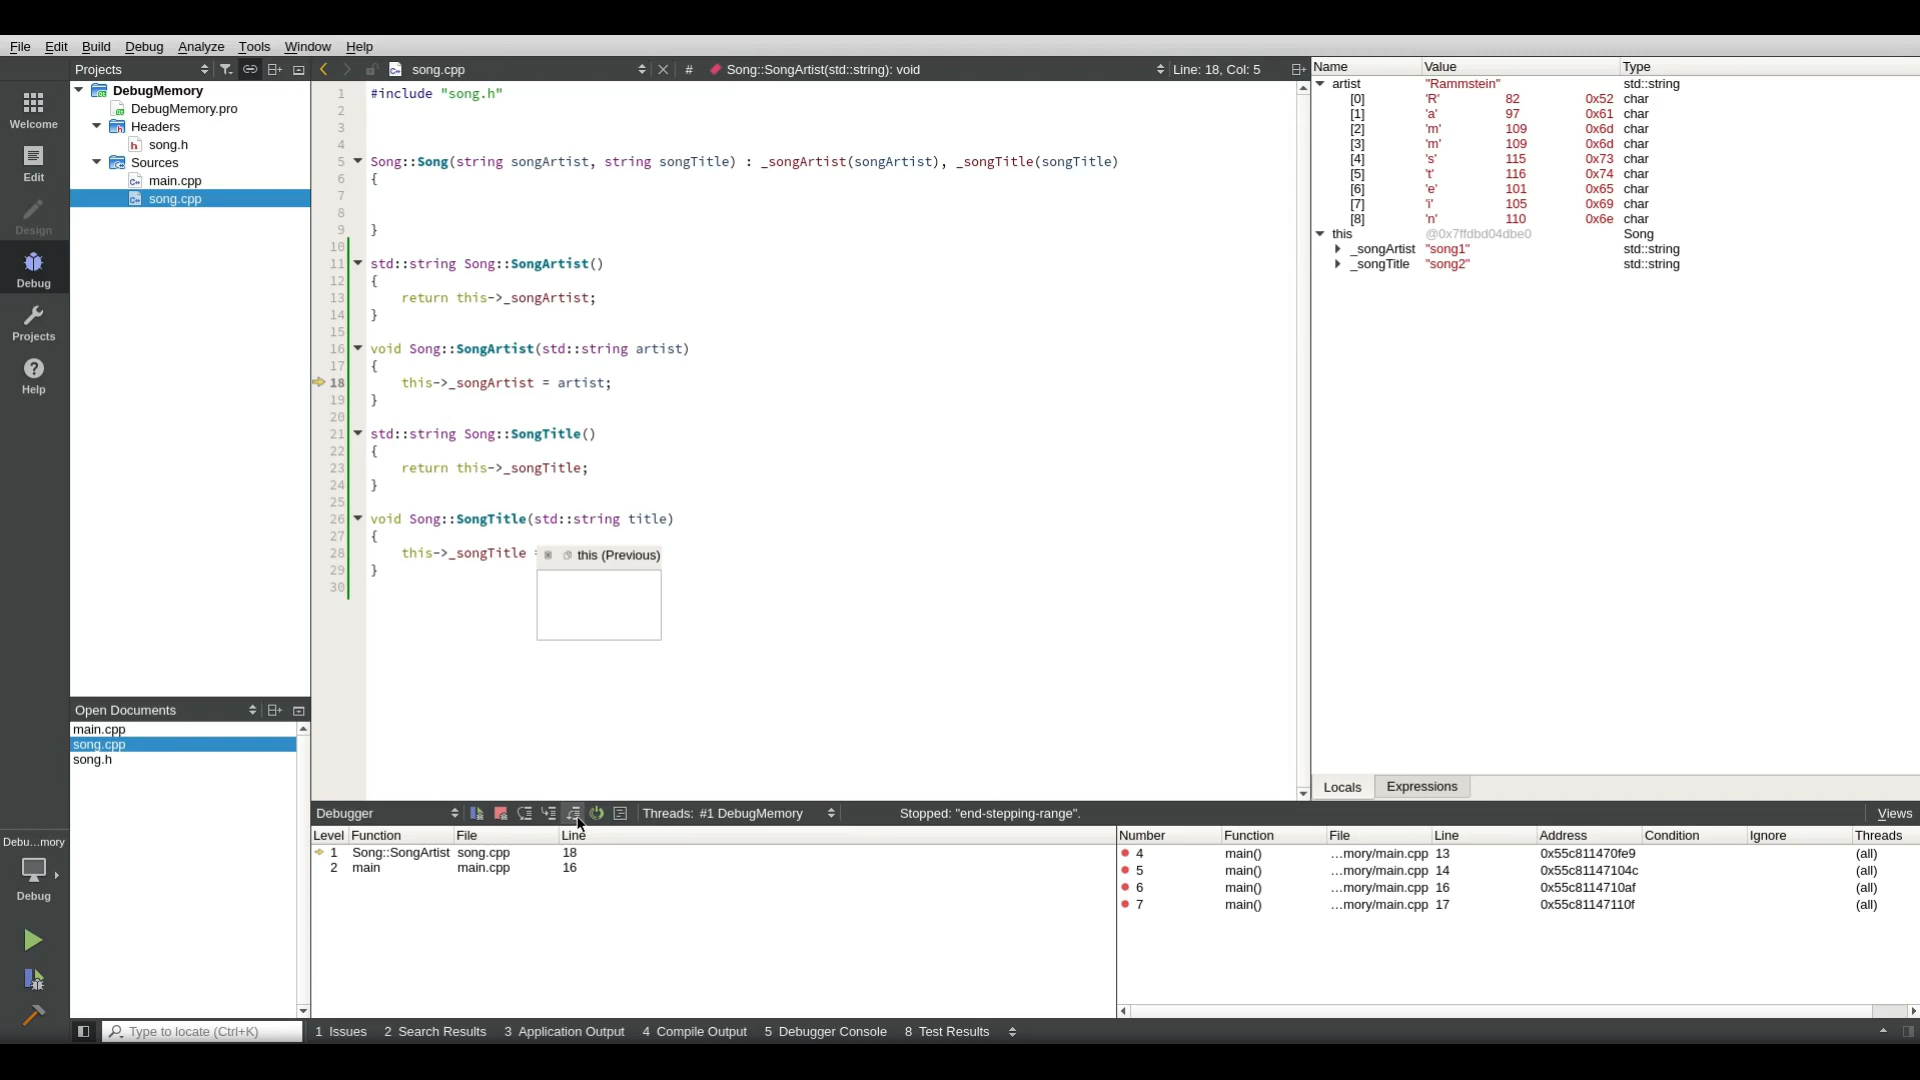 File Edit Build Debug Analyze Tools Window Help
Projects
song.cpp
# Song::SongArtist(std::string): void
Line: 18, Col: 5
Welcome
Edit
Design
Debug
Projects
Help
DebugMemory
DebugMemory.pro
Headers
song.h
Sources
main.cpp
song.cpp
1 #include "song.h"
2
3
4
5 Song::Song(string songArtist, string songTitle) : _songArtist(songArtist), _songTitle(songTitle)
6 {
7
8
9 }
10
11 std::string Song::SongArtist()
12 {
13 return this->_songArtist;
14 }
15
16 void Song::SongArtist(std::string artist)
17 {
18 this->_songArtist = artist;
19 }
20
21 std::string Song::SongTitle()
22 {
23 return this->_songTitle;
24 }
25
26 void Song::SongTitle(std::string title)
27 {
28 this->_songTitle
29 }
30
this (Previous)
Name Value Type
artist "Rammstein" std::string
[0] 'R' 82 0x52 char
[1] 'a' 97 0x61 char
[2] 'm' 109 0x6d char
[3] 'm' 109 0x6d char
[4] 's' 115 0x73 char
[5] 't' 116 0x74 char
[6] 'e' 101 0x65 char
[7] 'i' 105 0x69 char
[8] 'n' 110 0x6e char
this @0x7ffdbd04dbe0 Song
_songArtist "song1" std::string
_songTitle "song2" std::string
Locals Expressions
Open Documents
main.cpp
song.cpp
song.h
Debugger Threads: #1 DebugMemory Stopped: "end-stepping-range". Views
Level Function File Line
1 Song::SongArtist song.cpp 18
2 main main.cpp 16
Number Function File Line Address Condition Ignore Threads
4 main() ...mory/main.cpp 13 0x55c811470fe9 (all)
5 main() ...mory/main.cpp 14 0x55c81147104c (all)
6 main() ...mory/main.cpp 16 0x55c8114710af (all)
7 main() ...mory/main.cpp 17 0x55c81147110f (all)
Debu...mory
Debug
Type to locate (Ctrl+K)
1 Issues 2 Search Results 3 Application Output 4 Compile Output 5 Debugger Console 8 Test Results